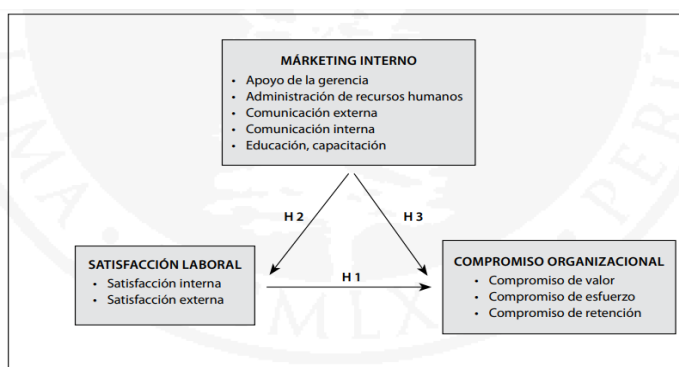 MÁRKETING INTERNO
• Apoyo de la gerencia
• Administración de recursos humanos
• Comunicación externa
• Comunicación interna
• Educación, capacitación
H 2
H 3
SATISFACCIÓN LABORAL
• Satisfacción interna
• Satisfacción externa
H 1
COMPROMISO ORGANIZACIONAL
• Compromiso de valor
• Compromiso de esfuerzo
• Compromiso de retención